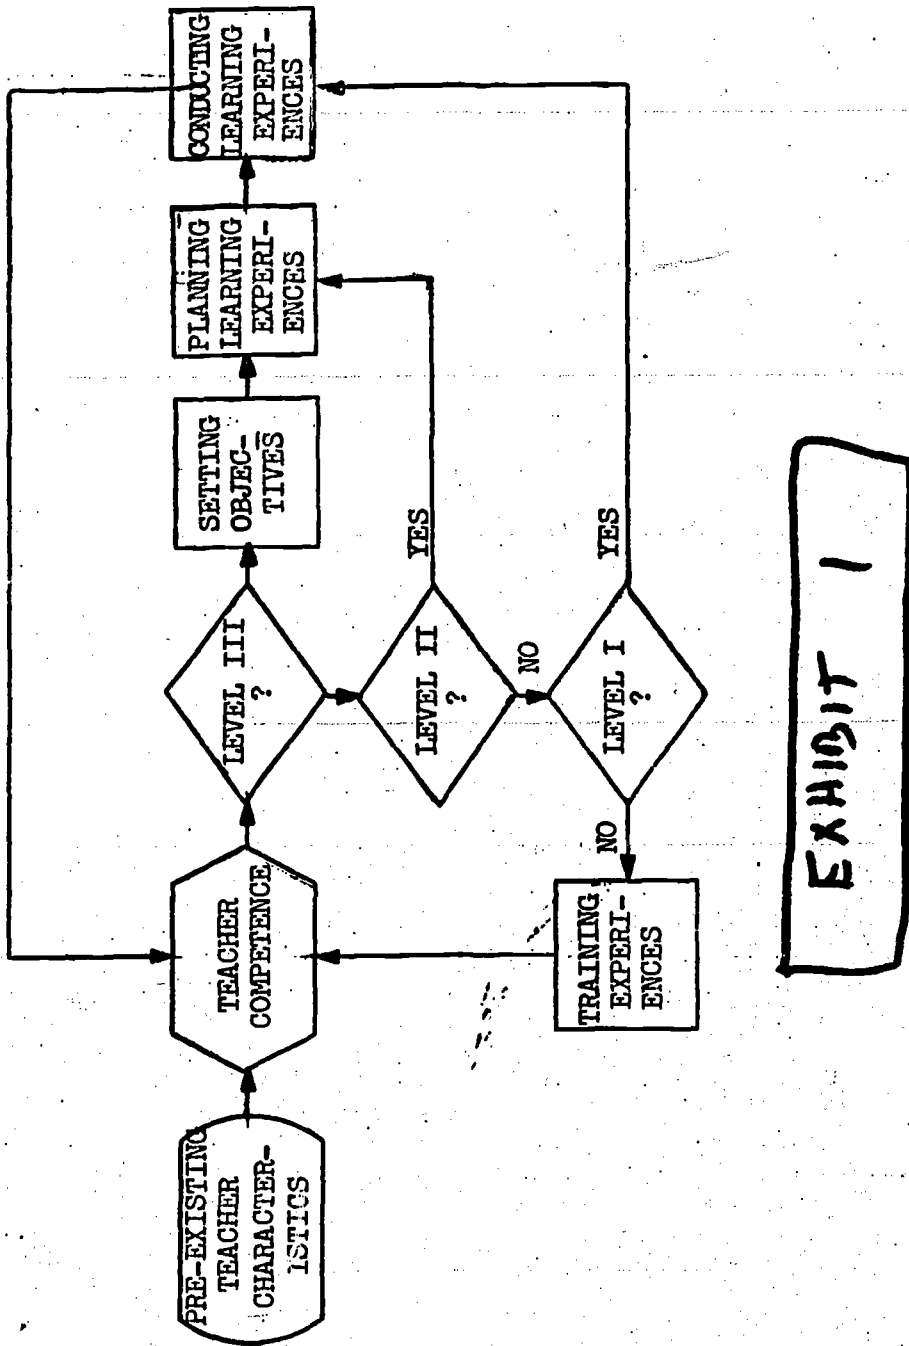 PRE-EXISTING
TEACHER
CHARACTER-
ISTICS
TEACHER
COMPETENCE
LEVEL III
?
SETTING
OBJEC-
TIVES
PLANNING
LEARNING
EXPERI-
ENCES
CONDUCTING
LEARNING
EXPERI-
ENCES
LEVEL II
?
YES
NO
LEVEL I
?
YES
NO
TRAINING
EXPERI-
ENCES
EXHIBIT 1